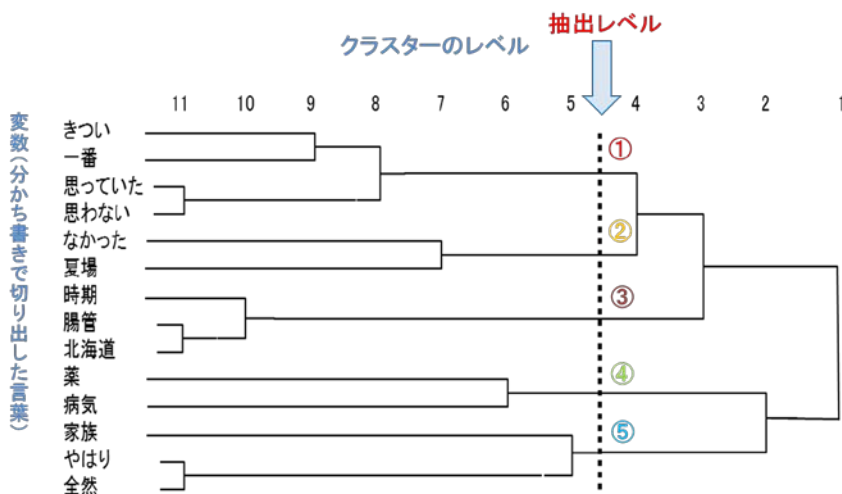 抽出レベル
クラスターのレベル
11 10 9 8 7 6 5 4 3 2 1
変数(分かち書きで切り出した言葉)
きつい
①
一番
思っていた
思わない
なかった
②
夏場
時期
③
腸管
北海道
薬
④
病気
家族
⑤
やはり
全然